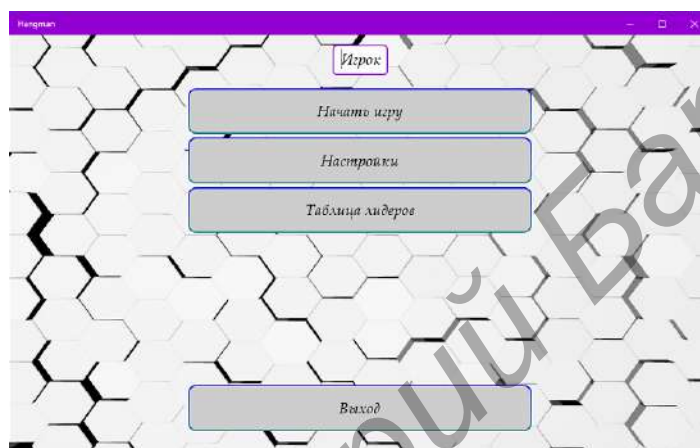 Hangman
Игрок
Начать игру
Настройки
Таблица лидеров
Выход